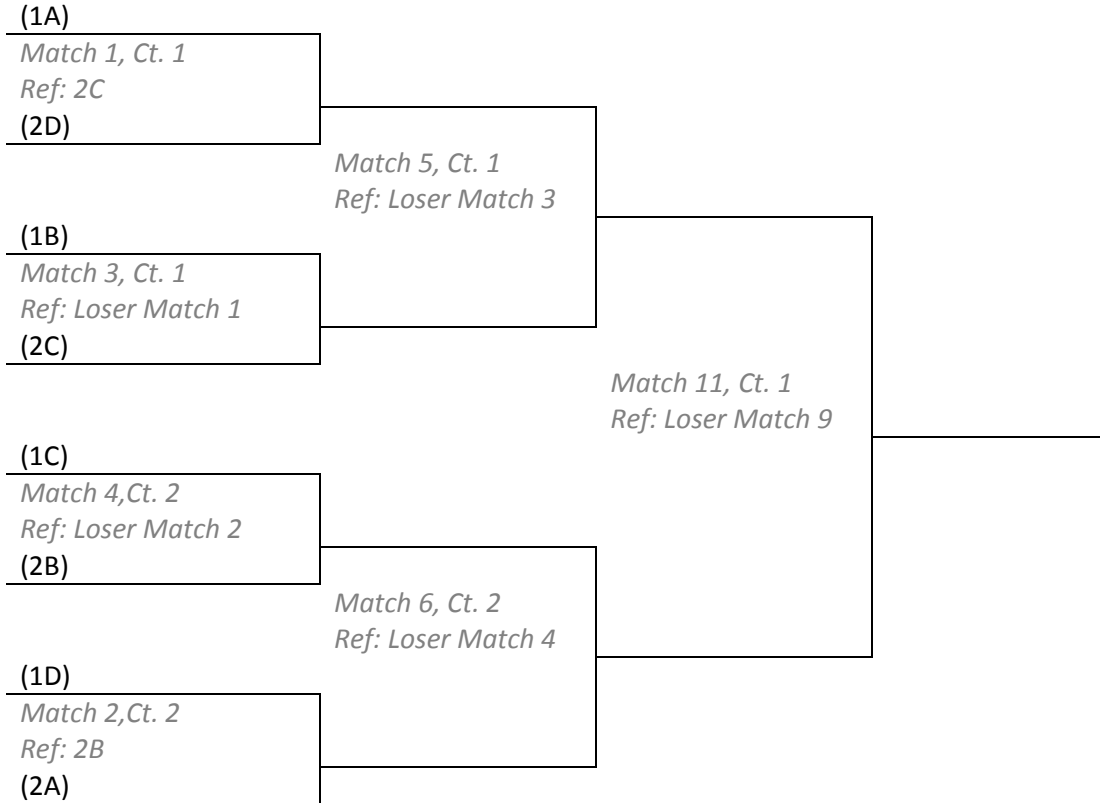 (1A)
Match 1, Ct. 1
Ref: 2C
(2D)
Match 5, Ct. 1
Ref: Loser Match 3
(1B)
Match 3, Ct. 1
Ref: Loser Match 1
(2C)
Match 11, Ct. 1
Ref: Loser Match 9
(1C)
Match 4,Ct. 2
Ref: Loser Match 2
(2B)
Match 6, Ct. 2
Ref: Loser Match 4
(1D)
Match 2,Ct. 2
Ref: 2B
(2A)